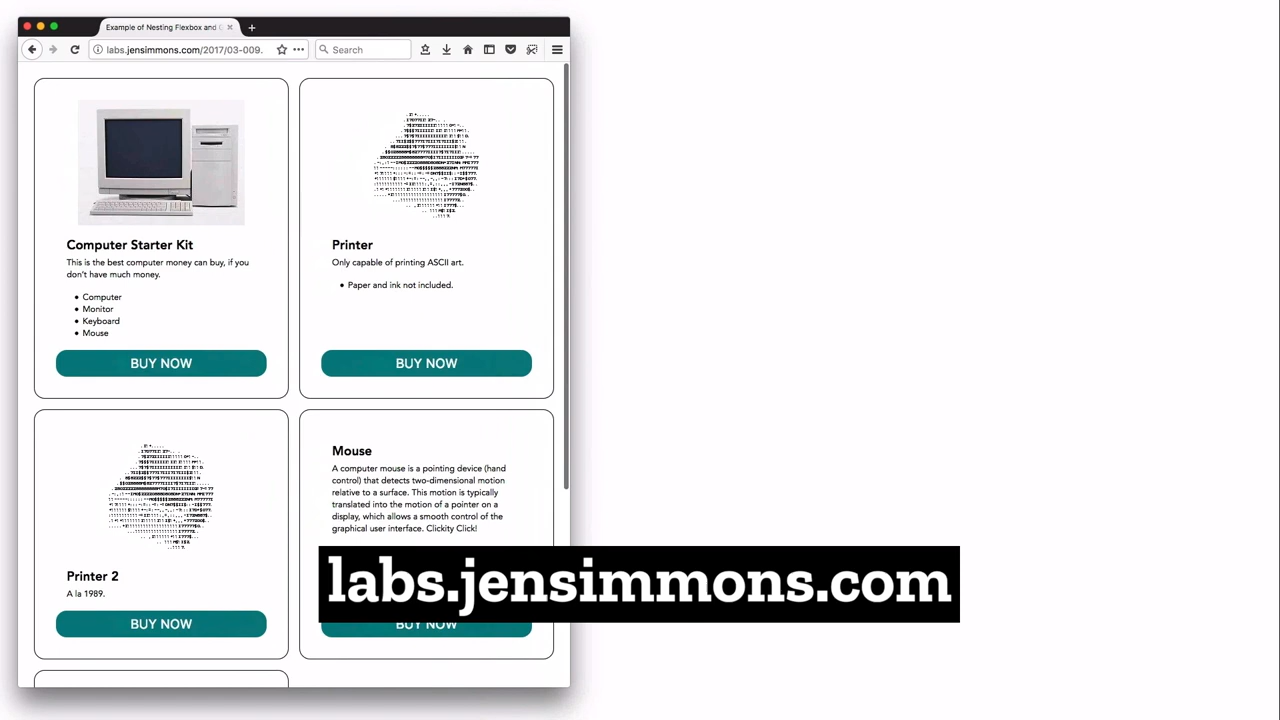 Example of Nesting Flexbox and
labs.jensimmons.com/2017/03-009.
Search
Computer Starter Kit
This is the best computer money can buy, if you
don't have much money.
• Computer
• Monitor
• Keyboard
• Mouse
BUY NOW
Printer
Only capable of printing ASCII art.
• Paper and ink not included.
BUY NOW
Printer 2
A la 1989.
BUY NOW
Mouse
A computer mouse is a pointing device (hand
control) that detects two-dimensional motion
relative to a surface. This motion is typically
translated into the motion of a pointer on a
display, which allows a smooth control of the
graphical user interface. Clickity Click!
labs.jensimmons.com
BUY NOW